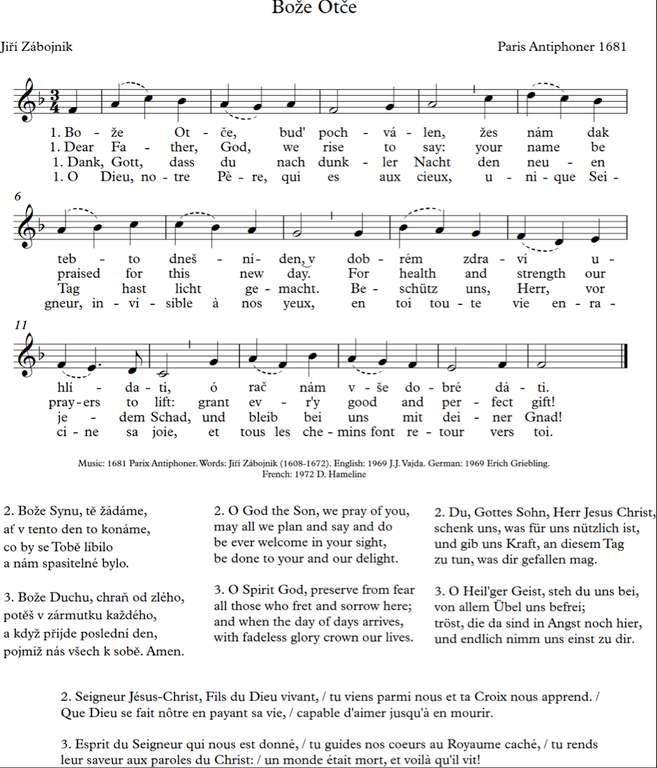 Bože Otče
Jiří Zábojnik
Paris Antiphoner 1681
3
4
1. Bo - že Ot - če, bud' poch - vá - len, žes nám dak
1. Dear Fa - ther, God, we rise to say: your name be
1. Dank, Gott, dass du nach dunk - ler Nacht den neu - en
1. O Dieu, no - tre Pè - re, qui es aux cieux, u - ni - que Sei -
6
teb - to dneš - ní - den, v dob - rém zdra - ví u -
praised for this new day. For health and strength our
Tag hast licht ge - macht. Be - schütz uns, Herr, vor
gneur, in - vi - sible à nos yeux, en toi tou - te vie en - ra -
11
hlí - da - ti, ó rač nám v - še do - bré dá - ti.
pray - ers to lift: grant ev - r'y good and per - fect gift!
je - dem Schad, und bleib bei uns mit dei - ner Gnad!
ci - ne sa joie, et tous les che - mins font re - tour vers toi.
Music: 1681 Parix Antiphoner. Words: Jiří Zábojnik (1608-1672). English: 1969 J.J. Vajda. German: 1969 Erich Griebling.
French: 1972 D. Hameline
2. Bože Synu, tě žádáme,
ať v tento den to konáme,
co by se Tobě líbilo
a nám spasitelné bylo.
3. Bože Duchu, chraň od zlého,
potěš v zármutku každého,
a když přijde poslední den,
pojmiž nás všech k sobě. Amen.
2. O God the Son, we pray of you,
may all we plan and say and do
be ever welcome in your sight,
be done to your and our delight.
3. O Spirit God, preserve from fear
all those who fret and sorrow here;
and when the day of days arrives,
with fadeless glory crown our lives.
2. Du, Gottes Sohn, Herr Jesus Christ,
schenk uns, was für uns nützlich ist,
und gib uns Kraft, an diesem Tag
zu tun, was dir gefallen mag.
3. O Heil'ger Geist, steh du uns bei,
von allem Übel uns befrei;
tröst, die da sind in Angst noch hier,
und endlich nimm uns einst zu dir.
2. Seigneur Jésus-Christ, Fils du Dieu vivant, / tu viens parmi nous et ta Croix nous apprend. /
Que Dieu se fait nôtre en payant sa vie, / capable d'aimer jusqu'à en mourir.
3. Esprit du Seigneur qui nous est donné, / tu guides nos coeurs au Royaume caché, / tu rends
leur saveur aux paroles du Christ: / un monde était mort, et voilà qu'il vit!